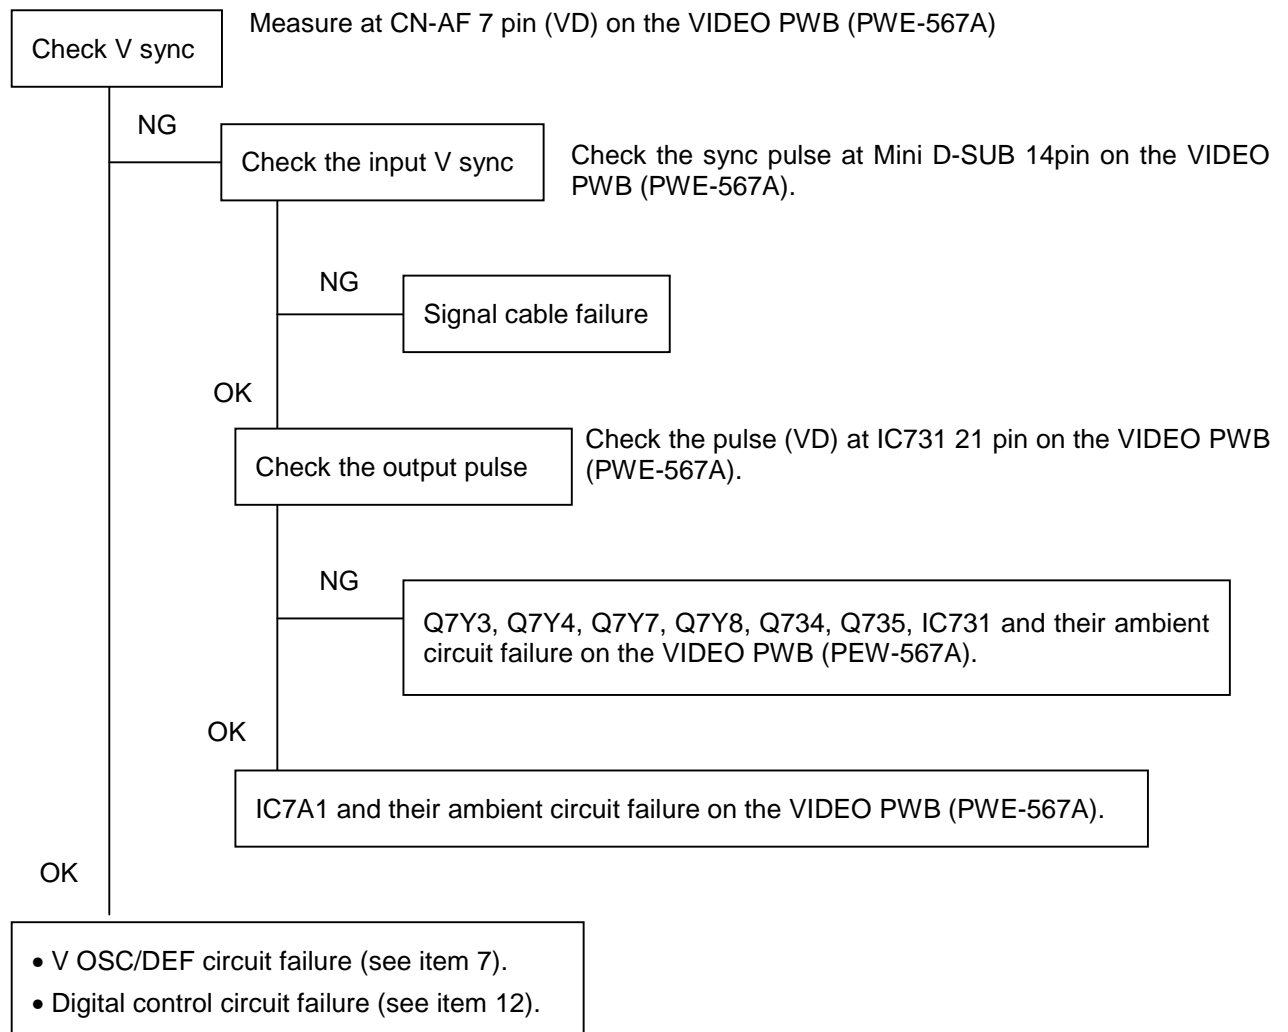 Check V sync
Measure at CN-AF 7 pin (VD) on the VIDEO PWB (PWE-567A)
NG
Check the input V sync
Check the sync pulse at Mini D-SUB 14pin on the VIDEO
PWB (PWE-567A).
NG
Signal cable failure
OK
Check the output pulse
Check the pulse (VD) at IC731 21 pin on the VIDEO PWB
(PWE-567A).
NG
Q7Y3, Q7Y4, Q7Y7, Q7Y8, Q734, Q735, IC731 and their ambient
circuit failure on the VIDEO PWB (PEW-567A).
OK
IC7A1 and their ambient circuit failure on the VIDEO PWB (PWE-567A).
OK
• V OSC/DEF circuit failure (see item 7).
• Digital control circuit failure (see item 12).